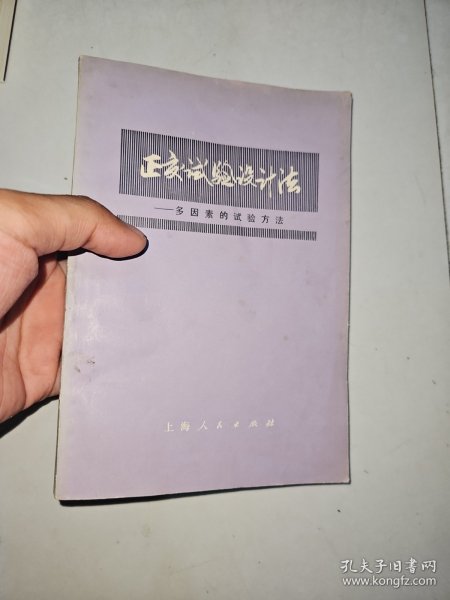 正交试验设计法
——多因素的试验方法
上海人民出版社
孔夫子旧书网
www.kongfz.com